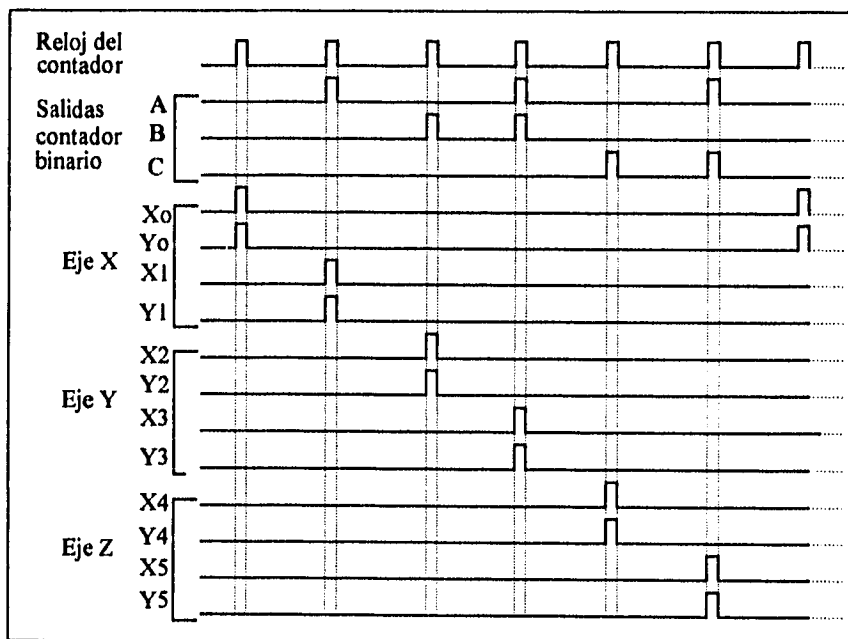 Reloj del
contador
Salidas
contador
binario
A
B
C
Eje X
Xo
Yo
X1
Y1
Eje Y
X2
Y2
X3
Y3
Eje Z
X4
Y4
X5
Y5